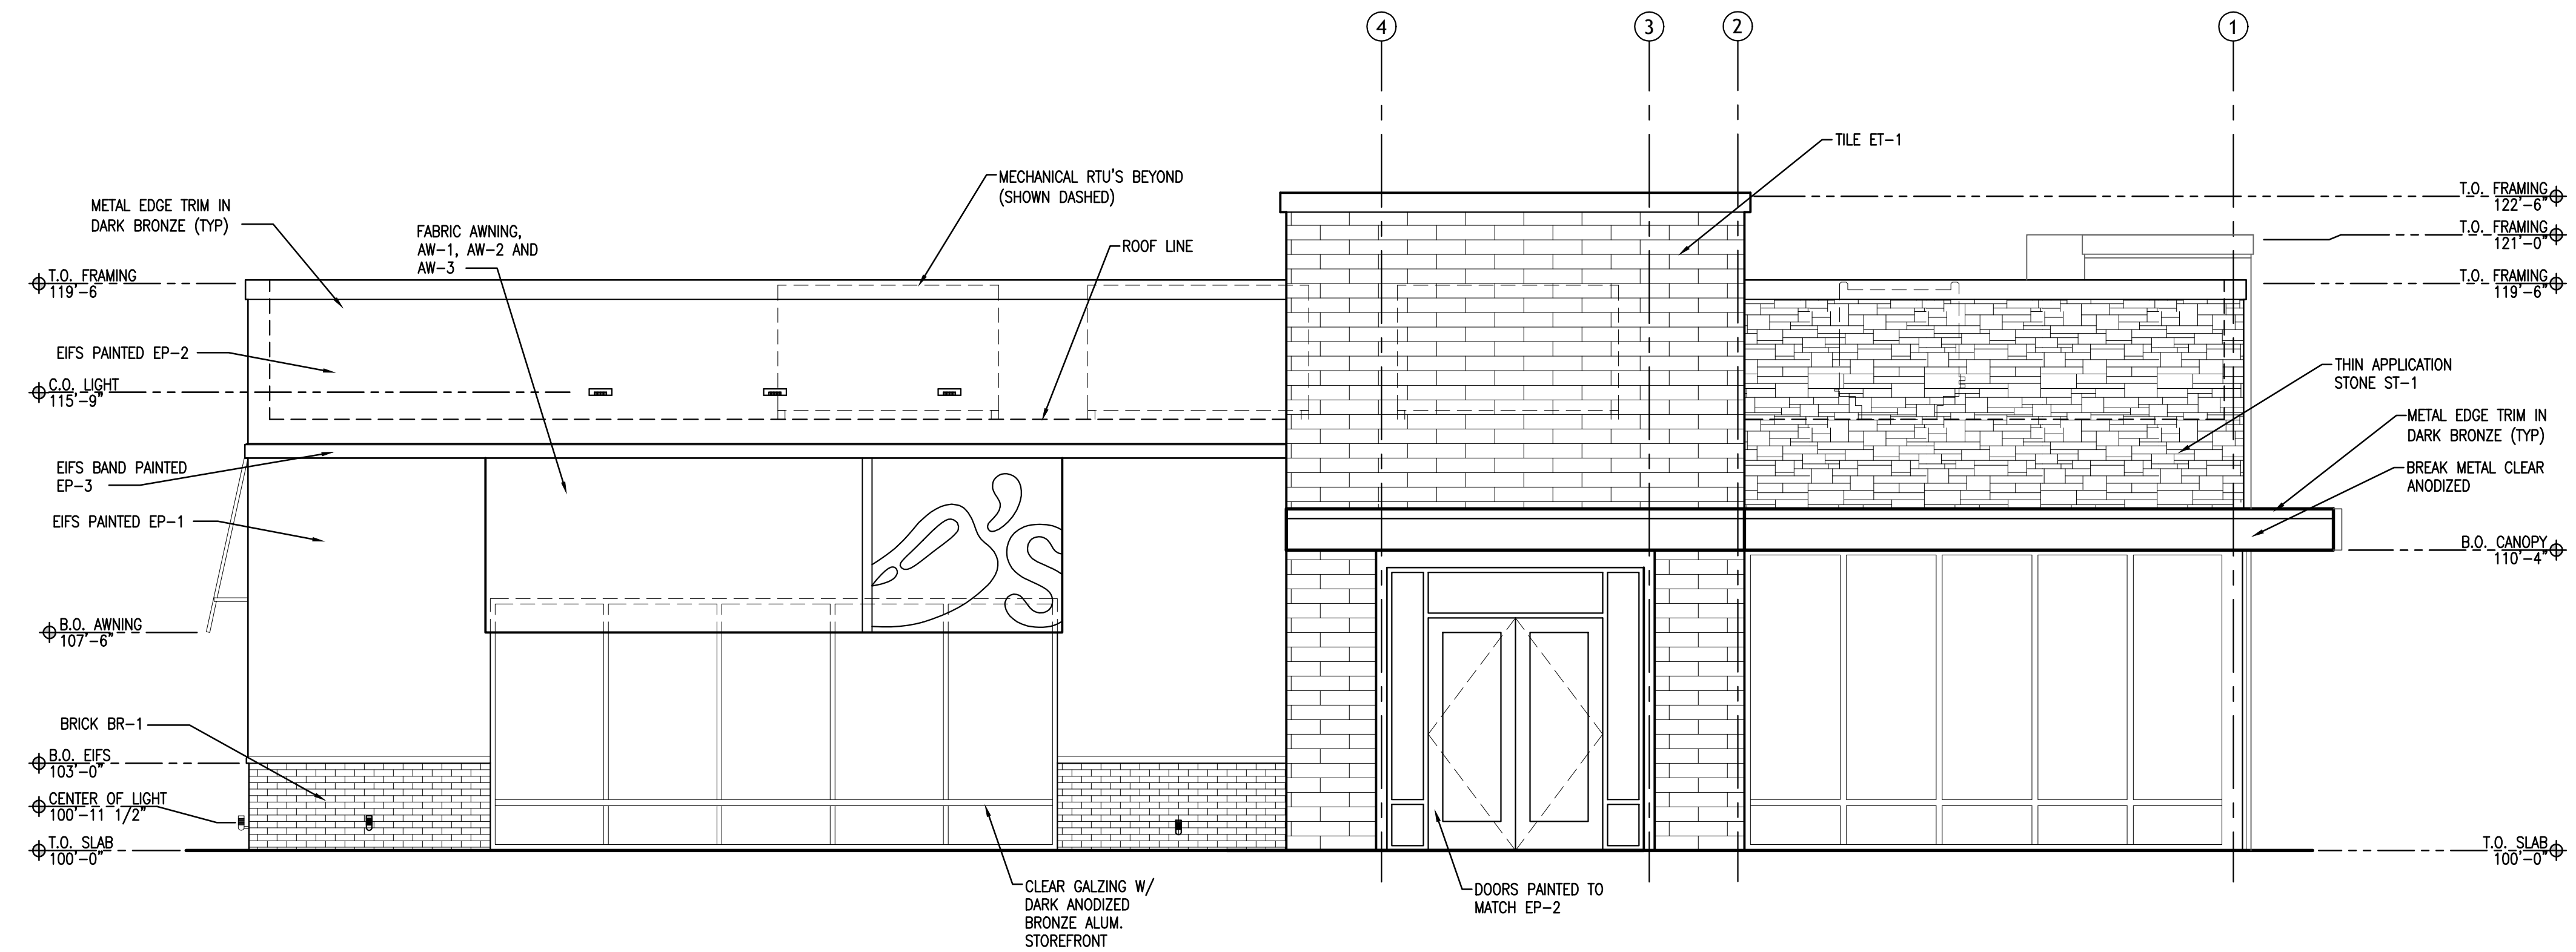 4
3
2
1
TILE ET-1
MECHANICAL RTU'S BEYOND
(SHOWN DASHED)
METAL EDGE TRIM IN
DARK BRONZE (TYP)
FABRIC AWNING,
AW-1, AW-2 AND
AW-3
ROOF LINE
T.O. FRAMING
119'-6
EIFS PAINTED EP-2
C.O. LIGHT
115'-9"
EIFS BAND PAINTED
EP-3
EIFS PAINTED EP-1
B.O. AWNING
107'-6"
BRICK BR-1
B.O. EIFS
103'-0"
CENTER OF LIGHT
100'-11 1/2"
T.O. SLAB
100'-0"
'S
CLEAR GALZING W/
DARK ANODIZED
BRONZE ALUM.
STOREFRONT
DOORS PAINTED TO
MATCH EP-2
T.O. FRAMING
122'-6"
T.O. FRAMING
121'-0"
T.O. FRAMING
119'-6"
THIN APPLICATION
STONE ST-1
METAL EDGE TRIM IN
DARK BRONZE (TYP)
BREAK METAL CLEAR
ANODIZED
B.O. CANOPY
110'-4"
T.O. SLAB
100'-0"